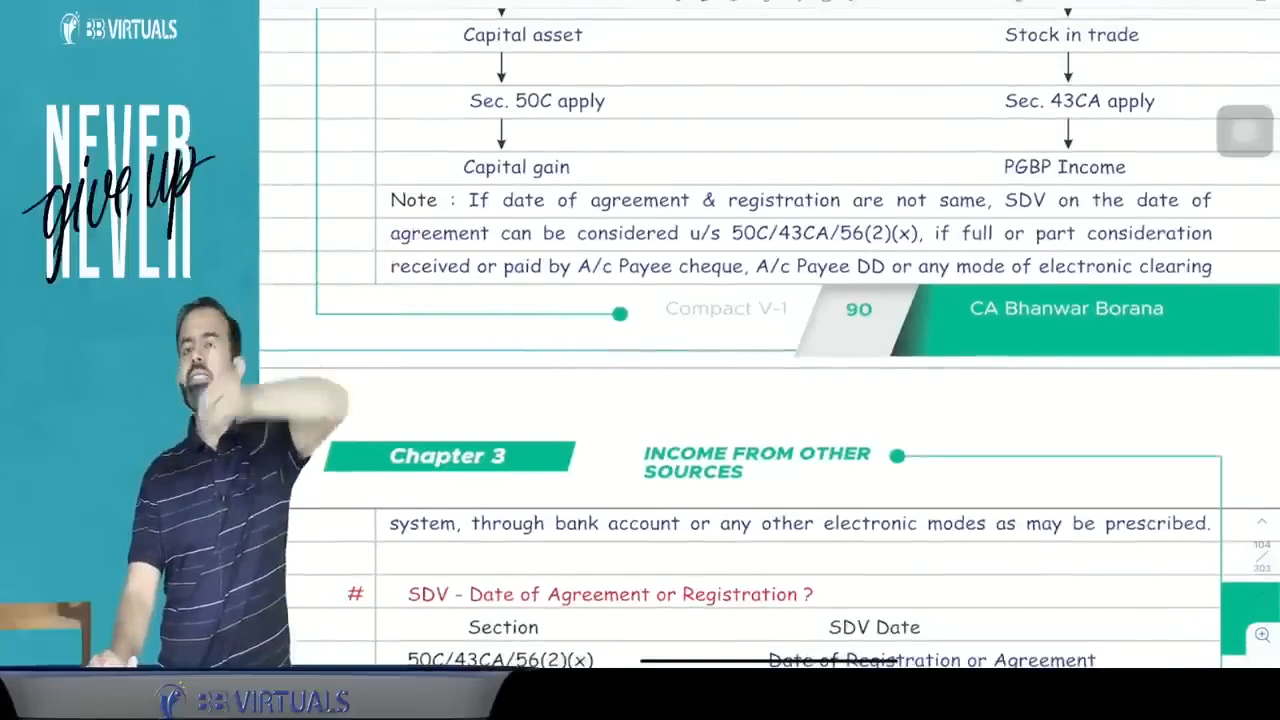 BB VIRTUALS
NEVER
give up
NEVER
Capital asset
Stock in trade
Sec. 50C apply
Sec. 43CA apply
Capital gain
PGBP Income
Note : If date of agreement & registration are not same, SDV on the date of
agreement can be considered u/s 50C/43CA/56(2)(x), if full or part consideration
received or paid by A/c Payee cheque, A/c Payee DD or any mode of electronic clearing
Compact V-1
90
CA Bhanwar Borana
Chapter 3
INCOME FROM OTHER
SOURCES
system, through bank account or any other electronic modes as may be prescribed.
104
303
# SDV - Date of Agreement or Registration ?
Section
SDV Date
50C/43CA/56(2)(x)
Date of Registration or Agreement
BB VIRTUALS